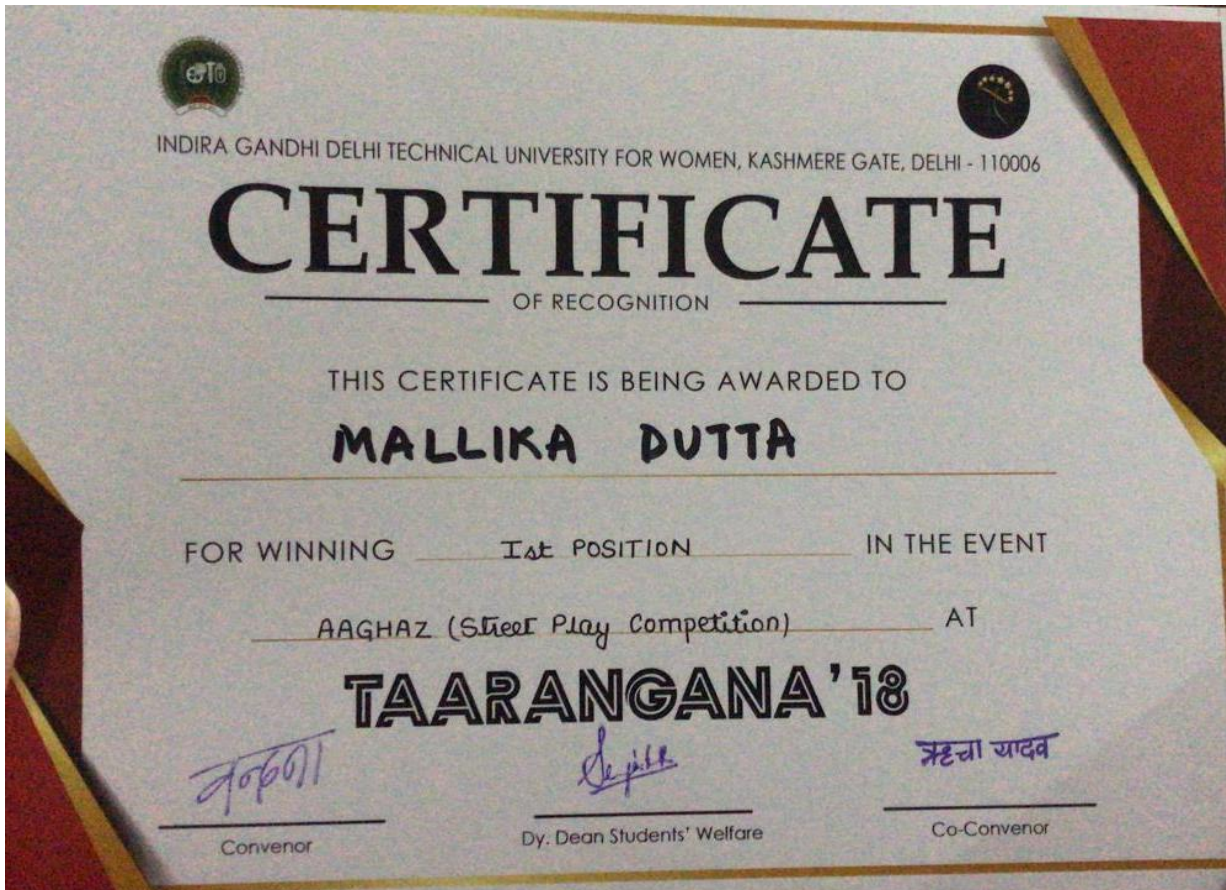 INDIRA GANDHI DELHI TECHNICAL UNIVERSITY FOR WOMEN, KASHMERE GATE, DELHI - 110006
CERTIFICATE
OF RECOGNITION
THIS CERTIFICATE IS BEING AWARDED TO
MALLIKA DUTTA
FOR WINNING Ist POSITION IN THE EVENT
AAGHAZ (Street Play Competition) AT
TAARANGANA'18
ऋचा यादव
Convenor Dy. Dean Students' Welfare Co-Convenor